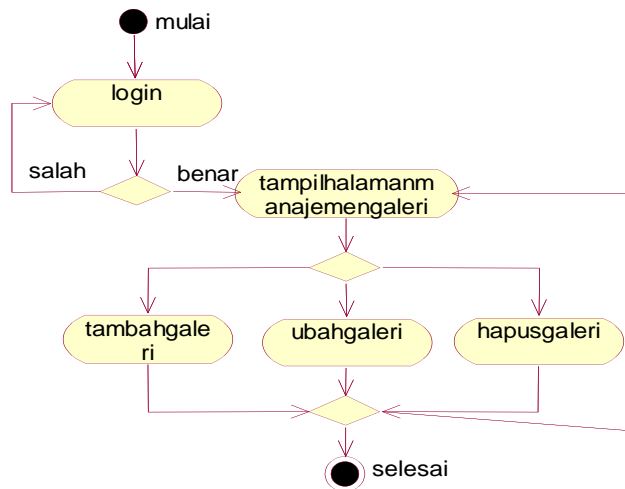 mulai
login
salah
benar
tampilhalamanm
anajemengaleri
tambahgale
ri
ubahgaleri
hapusgaleri
selesai